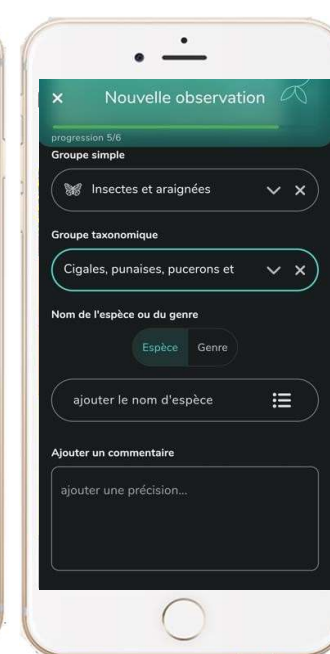 Nouvelle observation
progression 5/6
Groupe simple
Insectes et araignées
Groupe taxonomique
Cigales, punaises, pucerons et
Nom de l'espèce ou du genre
Espèce Genre
ajouter le nom d'espèce
Ajouter un commentaire
ajouter une précision...